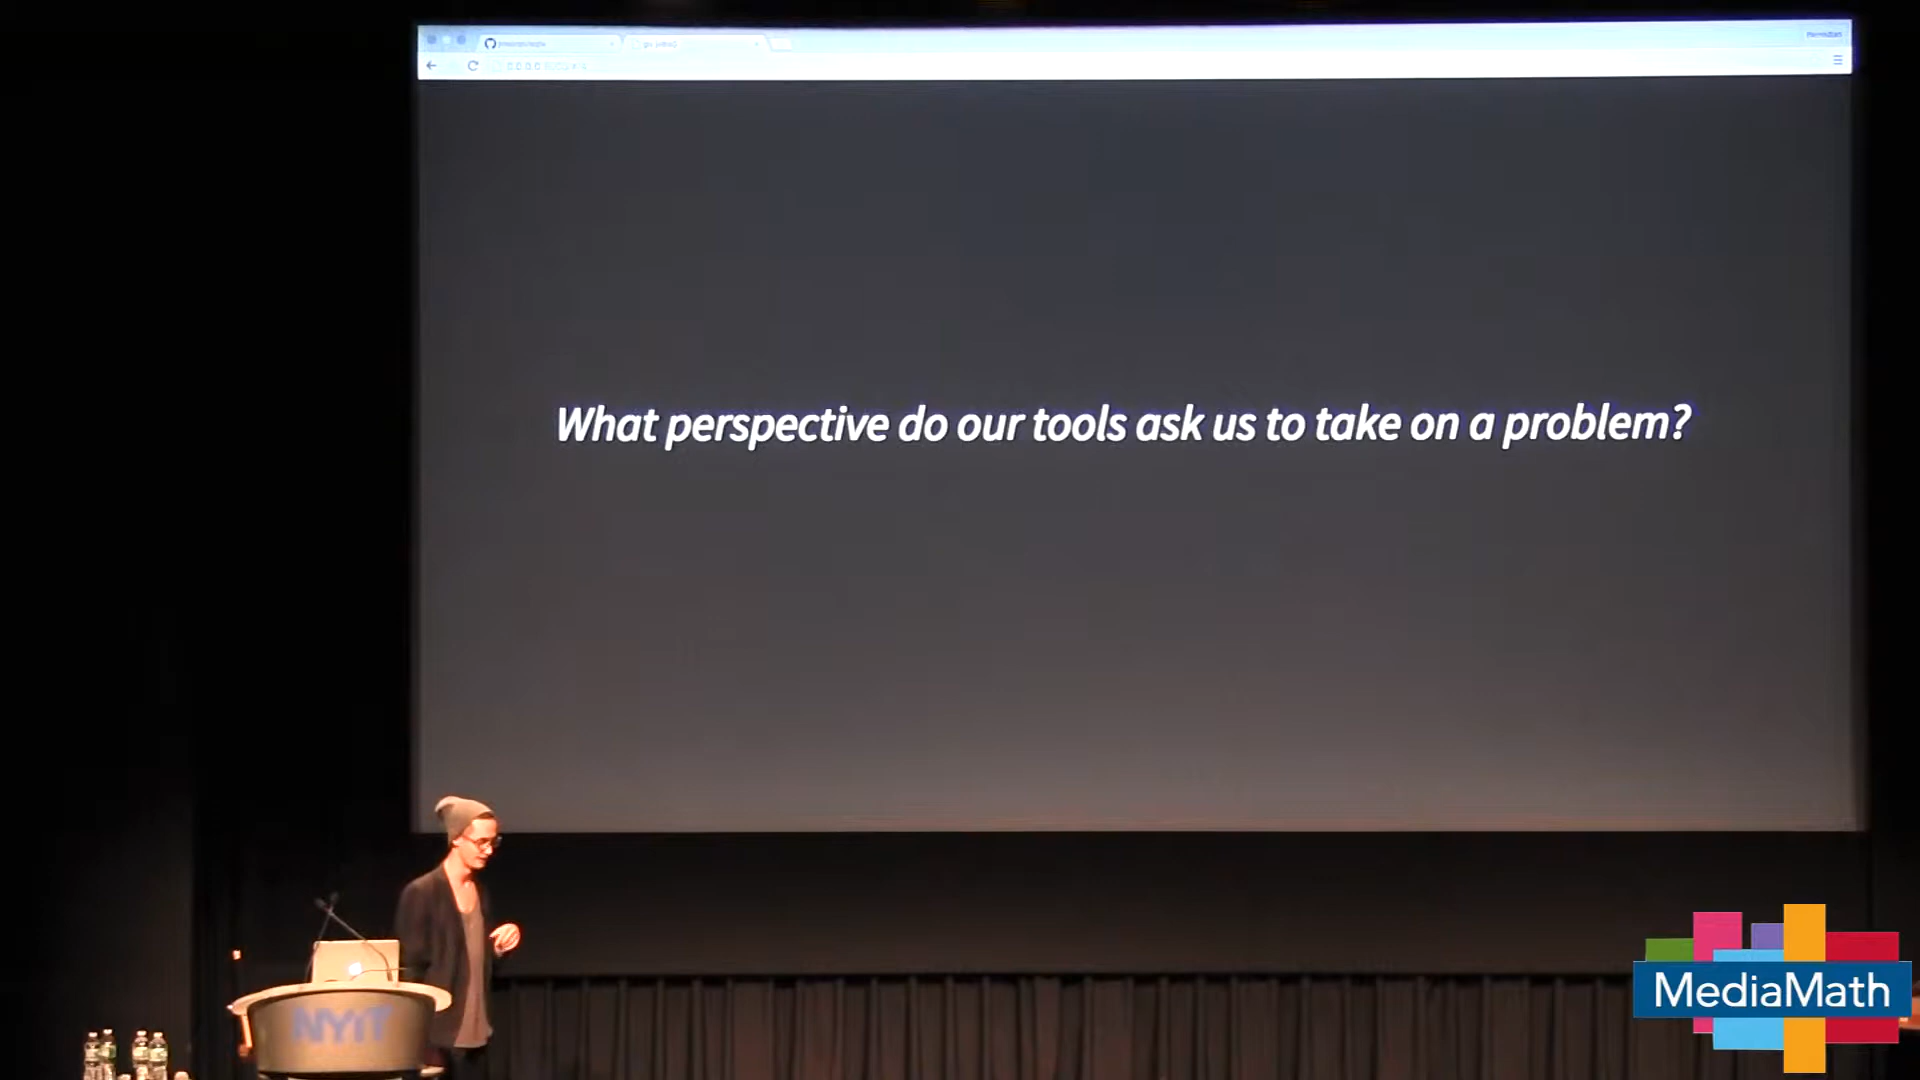 What perspective do our tools ask us to take on a problem?
NYIT
MediaMath